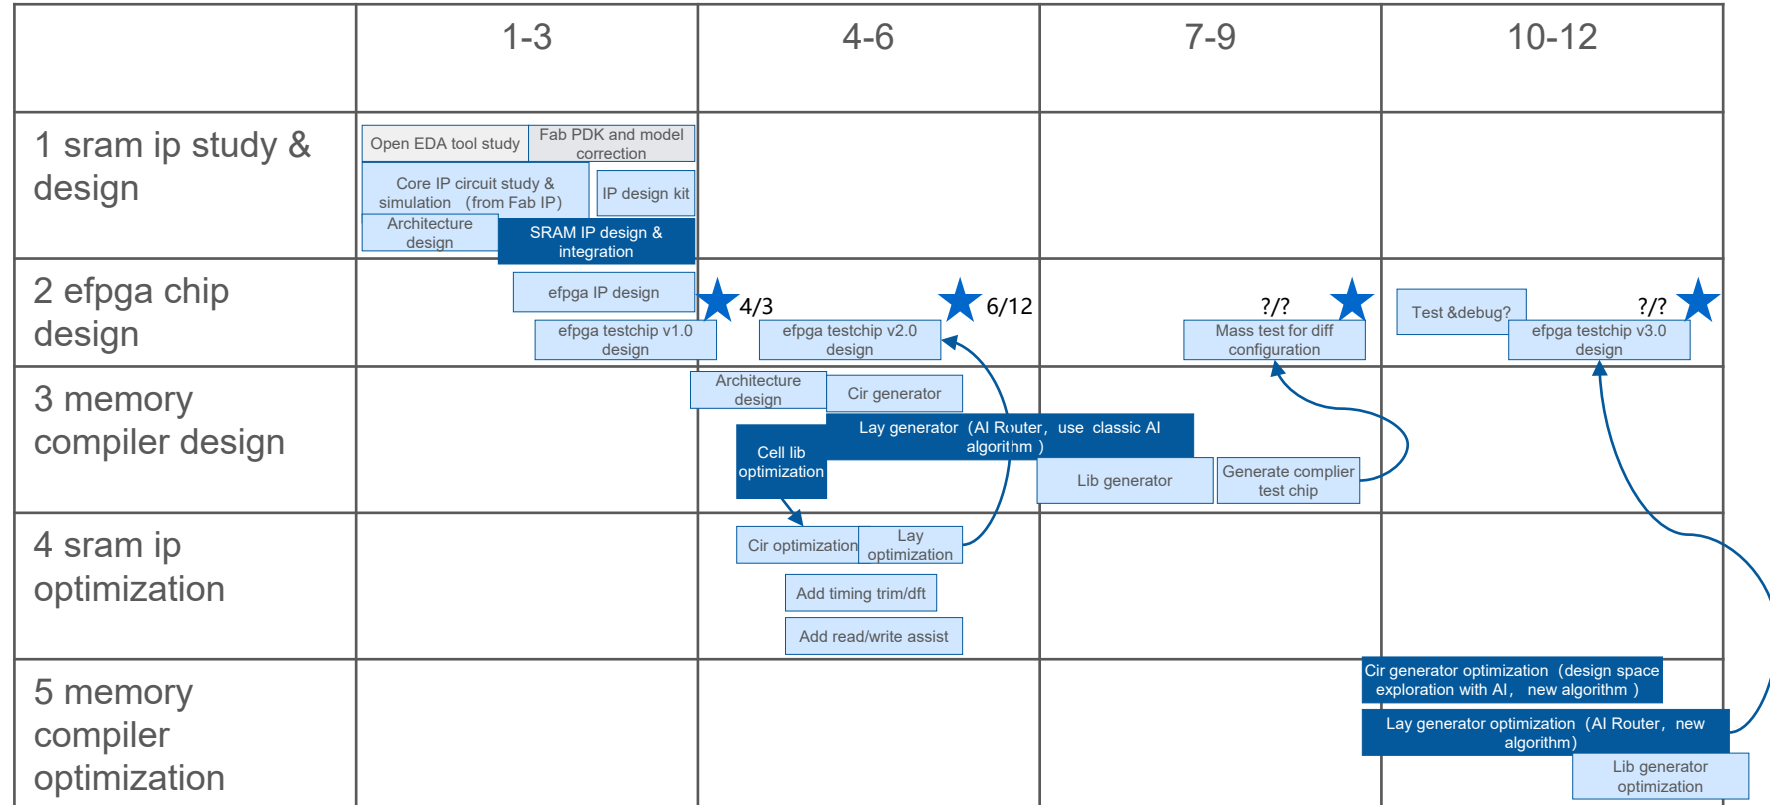 1-3
4-6
7-9
10-12
1 sram ip study &
design
Open EDA tool study
Fab PDK and model
correction
Core IP circuit study &
simulation （from Fab IP）
IP design kit
Architecture
design
SRAM IP design &
integration
2 efpga chip
design
efpga IP design
4/3
efpga testchip v1.0
design
6/12
efpga testchip v2.0
design
?/?
Mass test for diff
configuration
Test &debug?
?/?
efpga testchip v3.0
design
3 memory
compiler design
Architecture
design
Cir generator
Lay generator（AI Router，use classic AI
algorithm ）
Cell lib
optimization
Lib generator
Generate complier
test chip
4 sram ip
optimization
Cir optimization
Lay
optimization
Add timing trim/dft
Add read/write assist
5 memory
compiler
optimization
Cir generator optimization（design space
exploration with AI， new algorithm ）
Lay generator optimization（AI Router，new
algorithm）
Lib generator
optimization